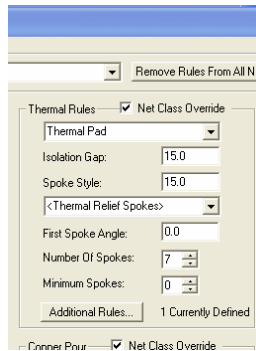 Remove Rules From All N
Thermal Rules Net Class Override
Thermal Pad
Isolation Gap: 15.0
Spoke Style: 15.0
<Thermal Relief Spokes>
First Spoke Angle: 0.0
Number Of Spokes: 7
Minimum Spokes: 0
Additional Rules... 1 Currently Defined
Copper Pour Net Class Override